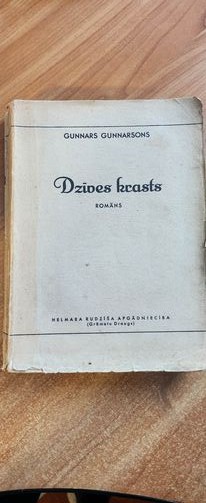 GUNNARS GUNNARSONS
Dzīves krasts
ROMĀNS
HELMARA RUDZĪŠA APGĀDNIECĪBA
(Grāmatu Draugs)